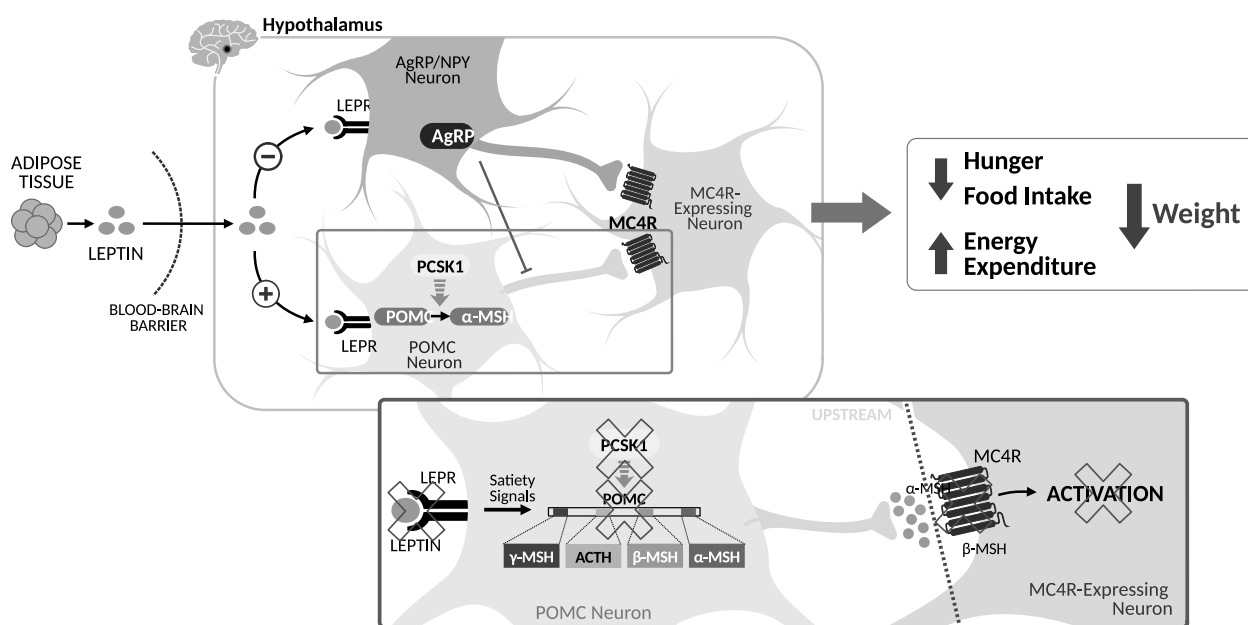 Hypothalamus
AgRP/NPY
Neuron
LEPR
AgRP
ADIPOSE
TISSUE
LEPTIN
BLOOD-BRAIN
BARRIER
MC4R-
Expressing
Neuron
MC4R
PCSK1
POMC
α-MSH
LEPR
POMC
Neuron
Hunger
Food Intake
Energy
Expenditure
Weight
UPSTREAM
PCSK1
LEPR
LEPTIN
Satiety
Signals
POMC
γ-MSH
ACTH
β-MSH
α-MSH
POMC Neuron
α-MSH
MC4R
β-MSH
ACTIVATION
MC4R-Expressing
Neuron